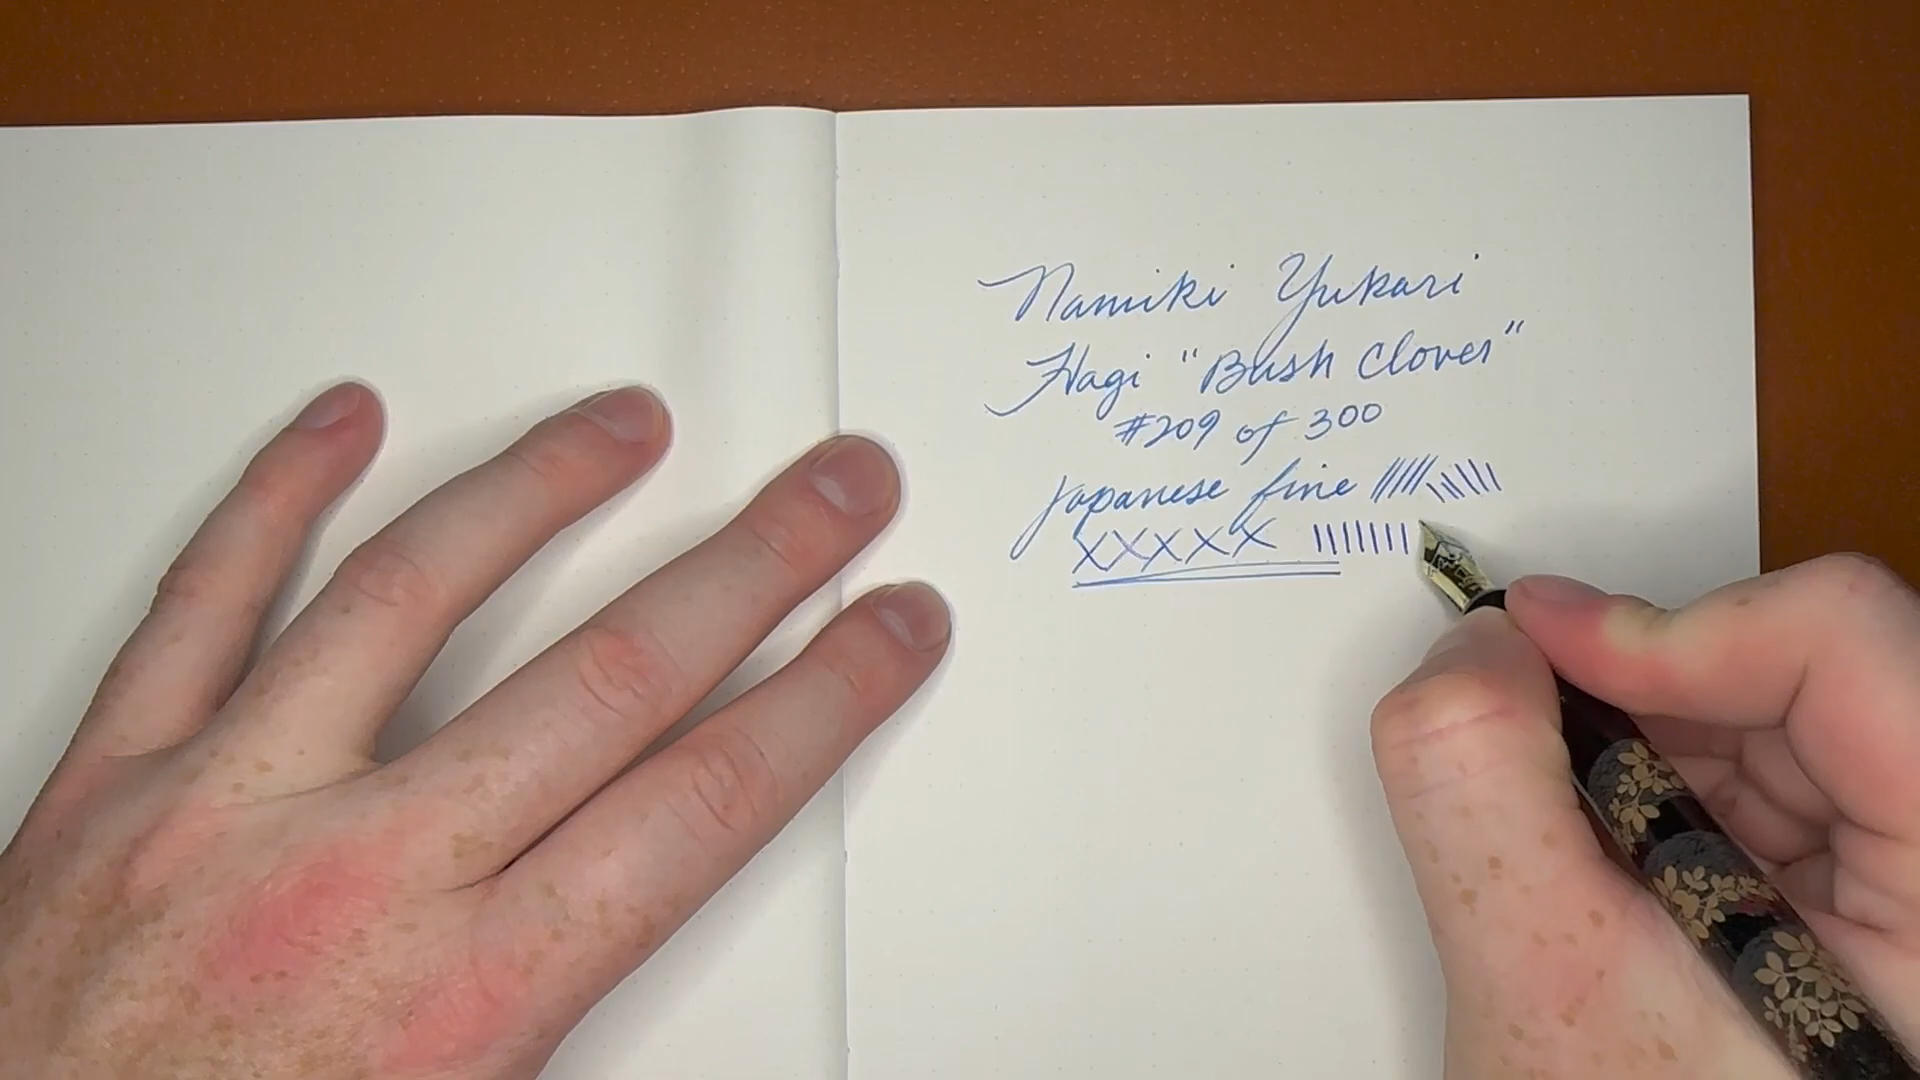 Namiki Yukari
Hagi "Bush Clover"
#209 of 300
Japanese fine
XXXXX